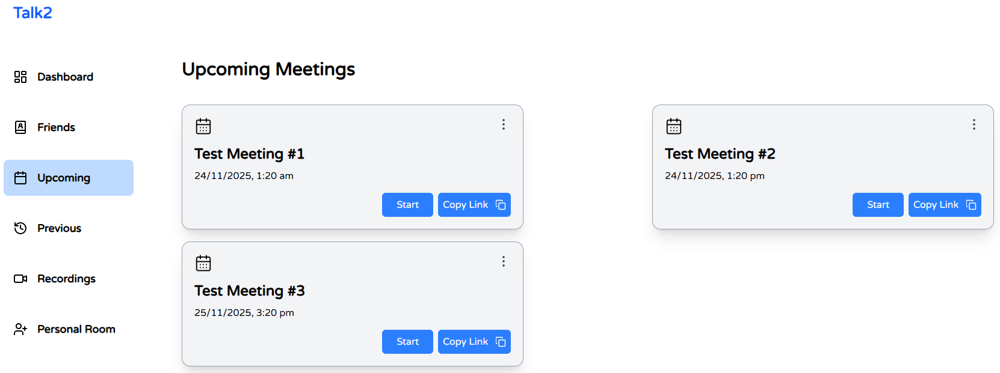 Talk2
Dashboard
Friends
Upcoming
Previous
Recordings
Personal Room
Upcoming Meetings
Test Meeting #1
24/11/2025, 1:20 am
Start
Copy Link
Test Meeting #2
24/11/2025, 1:20 pm
Start
Copy Link
Test Meeting #3
25/11/2025, 3:20 pm
Start
Copy Link